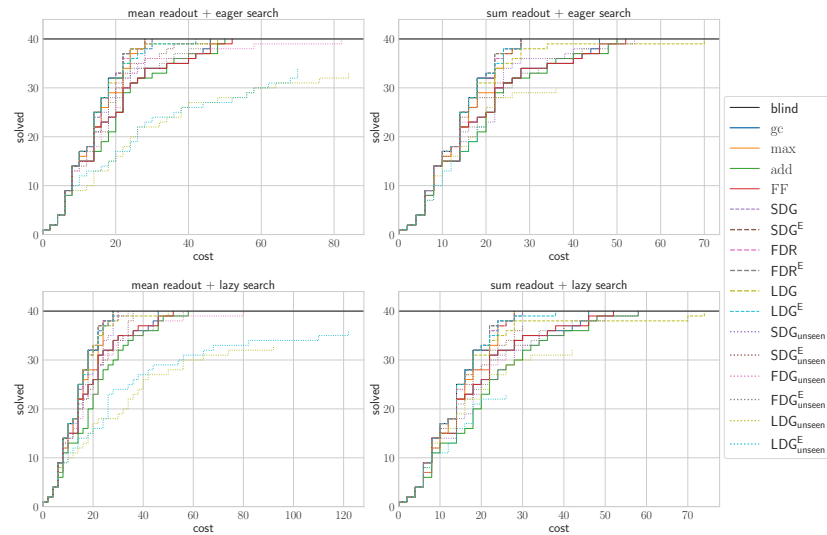 mean readout + eager search
sum readout + eager search
40
30
20
10
0
solved
0 20 40 60 80
cost
40
30
20
10
0
solved
0 10 20 30 40 50 60 70
cost
mean readout + lazy search
sum readout + lazy search
40
30
20
10
0
solved
0 20 40 60 80 100 120
cost
40
30
20
10
0
solved
0 10 20 30 40 50 60 70
cost
blind
gc
max
add
FF
SDG
SDG^E
FDR
FDR^E
LDG
LDG^E
SDG_unseen
SDG^E_unseen
FDG_unseen
FDG^E_unseen
LDG_unseen
LDG^E_unseen